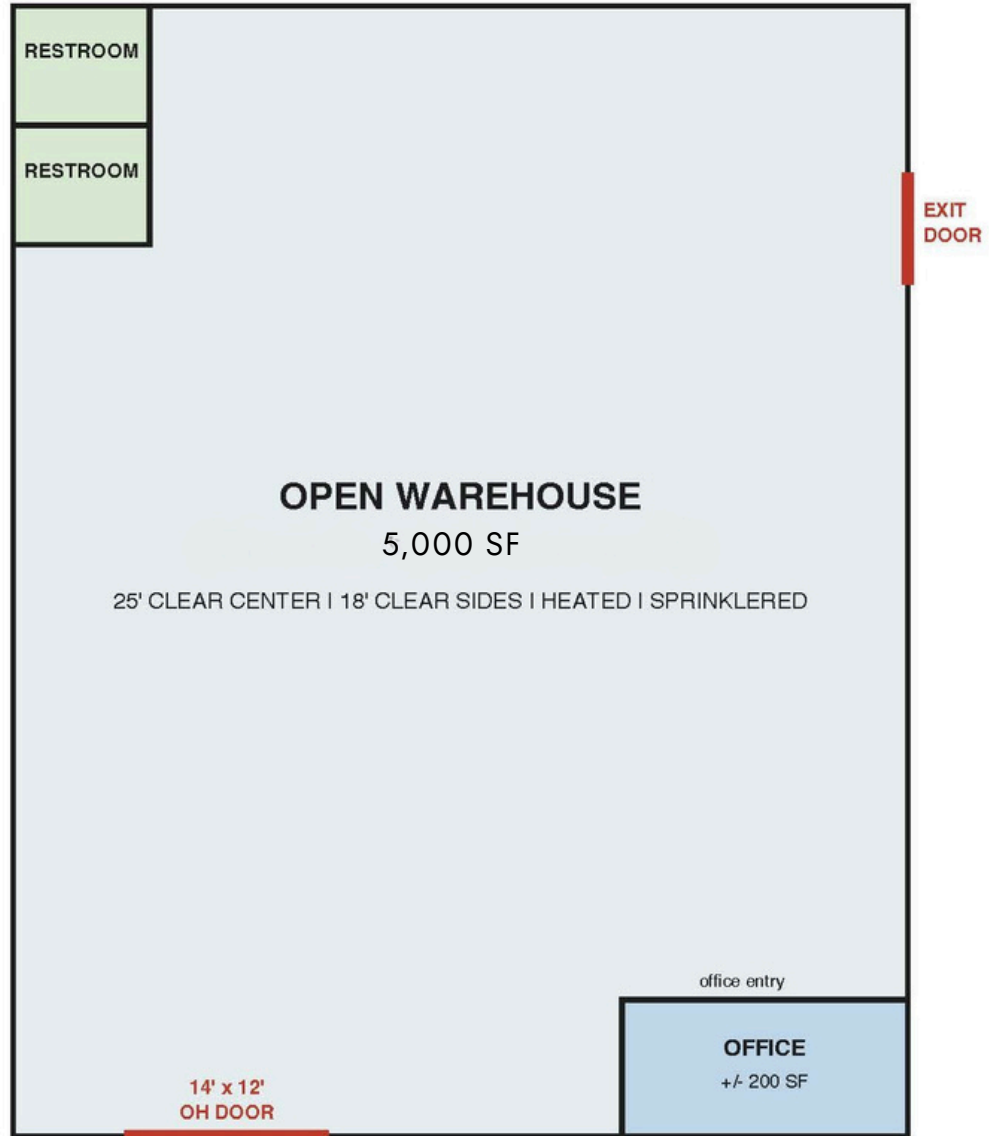 RESTROOM
RESTROOM
EXIT
DOOR
OPEN WAREHOUSE
5,000 SF
25' CLEAR CENTER I 18' CLEAR SIDES I HEATED I SPRINKLERED
office entry
OFFICE
+/- 200 SF
14' x 12'
OH DOOR